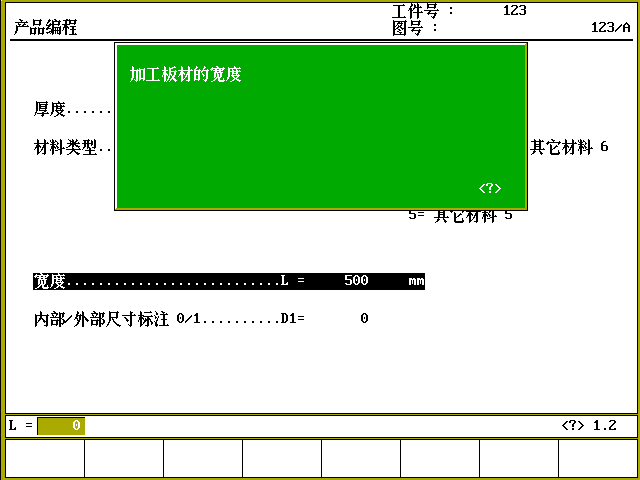 工件号 :      123
产品编程
图号 :      123/A
加工板材的宽度
厚度......
材料类型..
其它材料 6
<?>
5= 其它材料 5
宽度...........................L =     500     mm
内部/外部尺寸标注 0/1..........D1=       0
L =     0
<?> 1.2